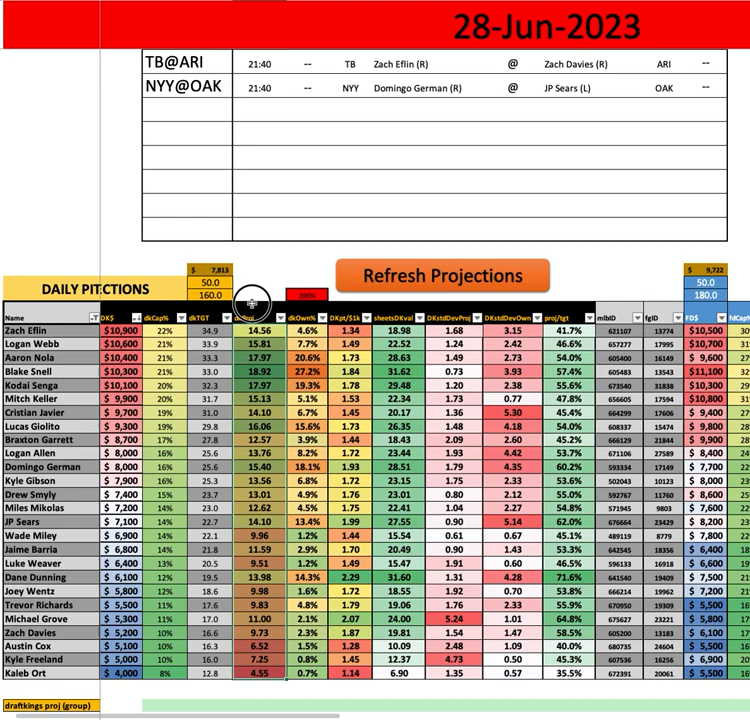 28-Jun-2023
TB@ARI 21:40 -- TB Zach Eflin (R) @ Zach Davies (R) ARI --
NYY@OAK 21:40 -- NYY Domingo German (R) @ JP Sears (L) OAK --
$ 7,813 $ 9,722
DAILY PITCTIONS 50.0 Refresh Projections 50.0
160.0 200% 180.0
Name DK$ dkCap% dkTGT dkOwn% DKpt/$1k sheetsDKval DKstdDevProj DKstdDevOwn proj/tgt mlbID fgID FD$ fdCap%
Zach Eflin $10,900 22% 34.9 14.56 4.6% 1.34 18.98 1.68 3.15 41.7% 621107 13774 $10,500 30%
Logan Webb $10,600 21% 33.9 15.81 7.7% 1.49 22.52 1.24 2.42 46.6% 657277 17995 $10,700 31%
Aaron Nola $10,400 21% 33.3 17.97 20.6% 1.73 28.63 1.49 2.73 54.0% 605400 16149 $ 9,600 27%
Blake Snell $10,300 21% 33.0 18.92 27.2% 1.84 31.62 0.73 3.93 57.4% 605483 13543 $11,100 32%
Kodai Senga $10,100 20% 32.3 17.97 19.3% 1.78 29.48 1.20 2.38 55.6% 673540 31838 $10,300 29%
Mitch Keller $ 9,900 20% 31.7 15.13 5.1% 1.53 22.34 1.73 0.77 47.8% 656605 17594 $10,800 31%
Cristian Javier $ 9,700 19% 31.0 14.10 6.7% 1.45 20.17 1.36 5.30 45.4% 664299 17606 $ 9,400 27%
Lucas Giolito $ 9,300 19% 29.8 16.06 15.6% 1.73 26.35 1.48 4.18 54.0% 608337 15474 $ 9,800 28%
Braxton Garrett $ 8,700 17% 27.8 12.57 3.9% 1.44 18.43 2.09 2.60 45.2% 666129 21844 $ 9,900 28%
Logan Allen $ 8,000 16% 25.6 13.76 8.2% 1.72 23.44 1.93 4.42 53.7% 671106 27589 $ 8,400 24%
Domingo German $ 8,000 16% 25.6 15.40 18.1% 1.93 28.51 1.79 4.35 60.2% 593334 17149 $ 7,700
Kyle Gibson $ 7,900 16% 25.3 13.56 6.8% 1.72 23.15 1.75 2.33 53.6% 502043 10123 $ 8,000
Drew Smyly $ 7,400 15% 23.7 13.01 4.9% 1.76 23.01 0.80 2.12 55.0% 592767 11760 $ 8,600
Miles Mikolas $ 7,200 14% 23.0 12.62 4.5% 1.75 22.41 1.04 2.27 54.8% 571945 9803 $ 7,600
JP Sears $ 7,100 14% 22.7 14.10 13.4% 1.99 27.55 0.90 5.14 62.0% 676664 23429 $ 8,200
Wade Miley $ 6,900 14% 22.1 9.96 1.2% 1.44 15.54 0.61 0.67 45.1% 489119 8779 $ 7,800
Jaime Barria $ 6,800 14% 21.8 11.59 2.9% 1.70 20.49 0.90 1.43 53.3% 642545 18356 $ 6,400
Luke Weaver $ 6,400 13% 20.5 9.51 1.2% 1.49 15.47 1.91 0.60 46.5% 596133 16918 $ 6,600
Dane Dunning $ 6,100 12% 19.5 13.98 14.3% 2.29 31.60 1.31 4.28 71.6% 641540 19409 $ 7,500
Joey Wentz $ 5,800 12% 18.6 9.98 1.6% 1.72 18.55 1.92 0.70 53.8% 666214 19962 $ 7,200
Trevor Richards $ 5,500 11% 17.6 9.83 4.8% 1.79 19.06 1.76 2.33 55.9% 670950 19309 $ 5,500
Michael Grove $ 5,300 11% 17.0 11.00 2.1% 2.07 24.00 5.24 1.01 64.8% 675627 23221 $ 5,800
Zach Davies $ 5,200 10% 16.6 9.73 2.3% 1.87 19.81 1.54 1.47 58.5% 605200 13183 $ 6,100
Austin Cox $ 5,100 10% 16.3 6.52 1.5% 1.28 10.09 2.48 1.09 40.0% 680735 24604 $ 5,500
Kyle Freeland $ 5,000 10% 16.0 7.25 0.8% 1.45 12.37 4.73 0.50 45.3% 607536 16256 $ 6,900
Kaleb Ort $ 4,000 8% 12.8 4.55 0.7% 1.14 6.90 1.35 0.57 35.5% 672391 20061 $ 5,500
draftkings proj (group)